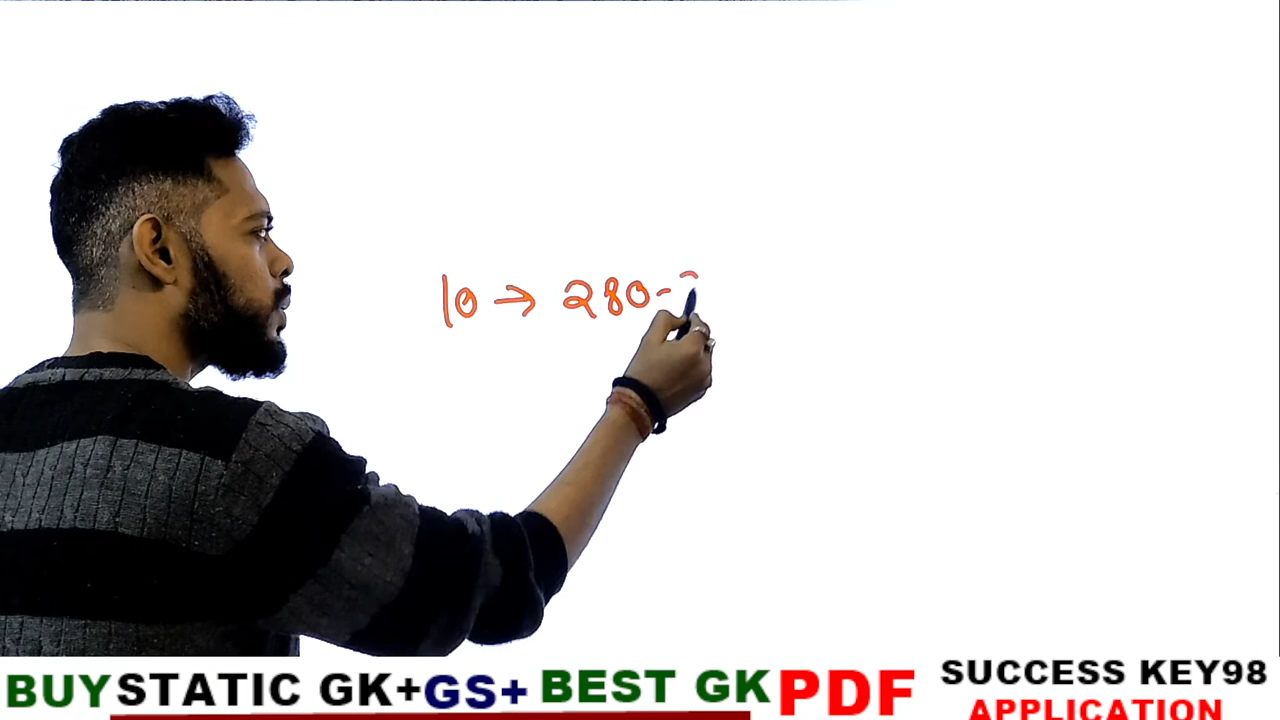 10 → 280-
BUY STATIC GK+GS+ BEST GK PDF
SUCCESS KEY98
APPLICATION